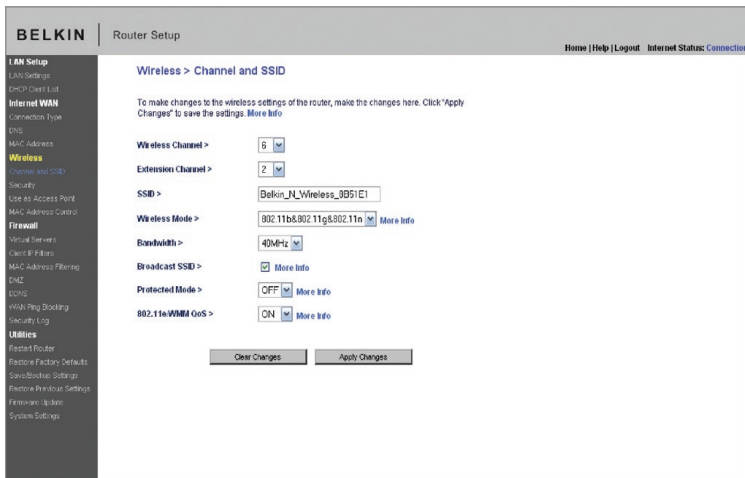 BELKIN Router Setup
Home | Help | Logout Internet Status: Connection
LAN Setup
LAN Settings
DHCP Client List
Internet WAN
Connection Type
DNS
MAC Address
Wireless
Channel and SSID
Security
Use as Access Point
MAC Address Control
Firewall
Virtual Servers
Client IP Filters
MAC Address Filtering
DMZ
DDNS
WAN Ping Blocking
Security Log
Utilities
Restart Router
Restore Factory Defaults
Save/Backup Settings
Restore Previous Settings
Firmware Update
System Settings
Wireless > Channel and SSID
To make changes to the wireless settings of the router, make the changes here. Click "Apply
Changes" to save the settings. More Info
Wireless Channel > 6
Extension Channel > 2
SSID > Belkin_N_Wireless_8B51E1
Wireless Mode > 802.11b&802.11g&802.11n More Info
Bandwidth > 40MHz
Broadcast SSID > More Info
Protected Mode > OFF More Info
802.11e/WMM QoS > ON More Info
Clear Changes Apply Changes